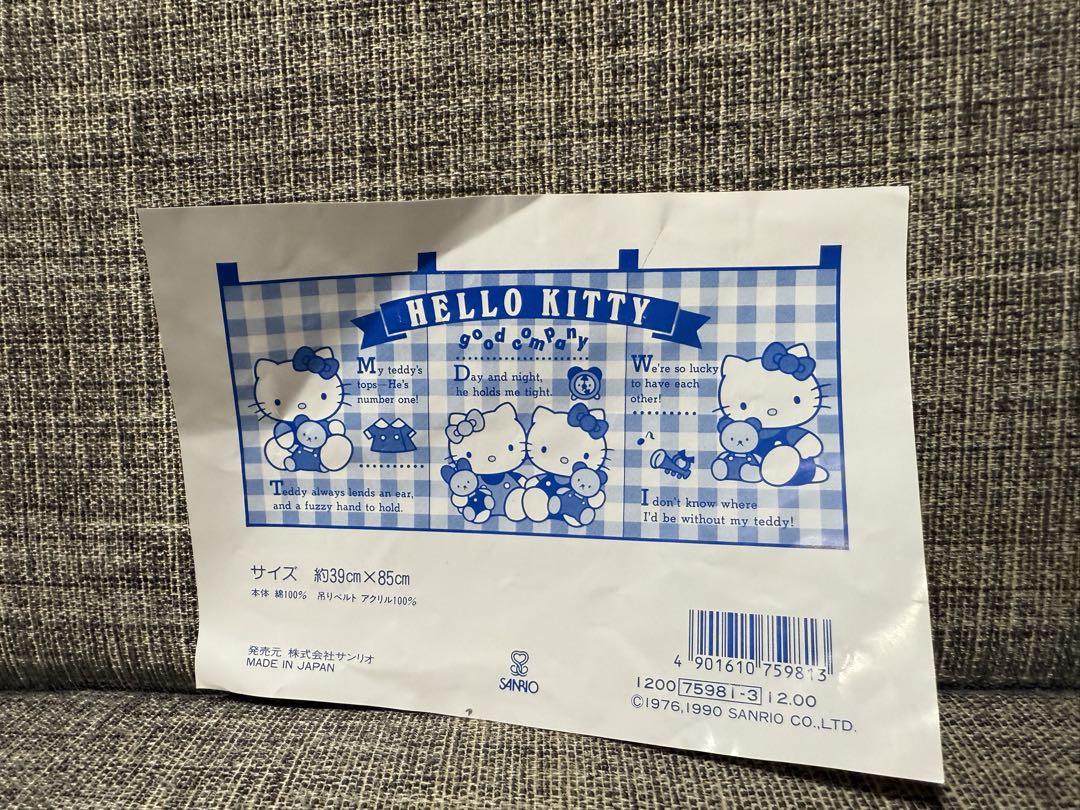 HELLO KITTY
good company
My teddy's
tops—He's
number one!
Teddy always lends an ear,
and a fuzzy hand to hold.
Day and night,
he holds me tight.
We're so lucky
to have each
other!
I don't know where
I'd be without my teddy!
サイズ 約39cm×85cm
本体 綿100% 吊りベルト アクリル100%
発売元 株式会社サンリオ
MADE IN JAPAN
SANRIO
4 901610 759813
1200 75981-3 12.00
©1976,1990 SANRIO CO.,LTD.